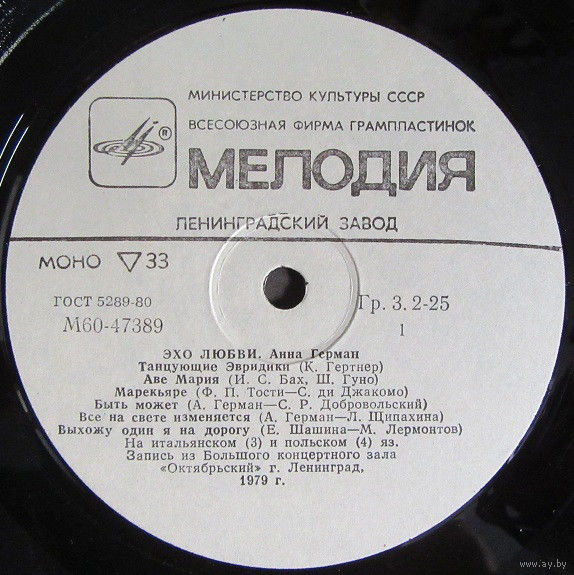 МИНИСТЕРСТВО КУЛЬТУРЫ СССР
ВСЕСОЮЗНАЯ ФИРМА ГРАМПЛАСТИНОК
®
МЕЛОДИЯ
ЛЕНИНГРАДСКИЙ ЗАВОД
МОНО ▽ 33
ГОСТ 5289-80
Гр. 3. 2-25
М60-47389
1
ЭХО ЛЮБВИ. Анна Герман
Танцующие Эвридики (К. Гертнер)
Аве Мария (И. С. Бах, Ш. Гуно)
Марекьяре (Ф. П. Тости—С. ди Джакомо)
Быть может (А. Герман—С. Р. Добровольский)
Все на свете изменяется (А. Герман—Л. Щипахина)
Выхожу один я на дорогу (Е. Шашина—М. Лермонтов)
На итальянском (3) и польском (4) яз.
Запись из Большого концертного зала
«Октябрьский» г. Ленинград,
1979 г.
www.ay.by